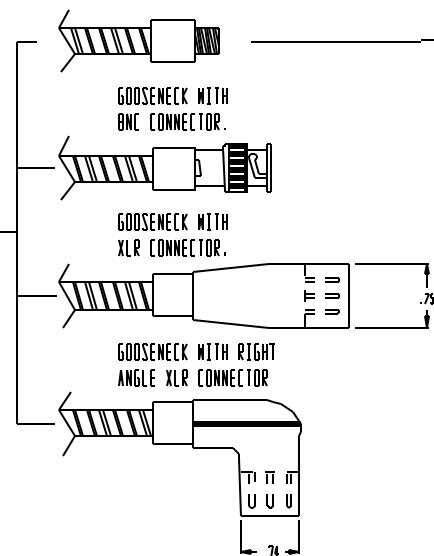 GOOSENECK WITH
BNC CONNECTOR.
GOOSENECK WITH
XLR CONNECTOR.
.75
GOOSENECK WITH RIGHT
ANGLE XLR CONNECTOR
.74